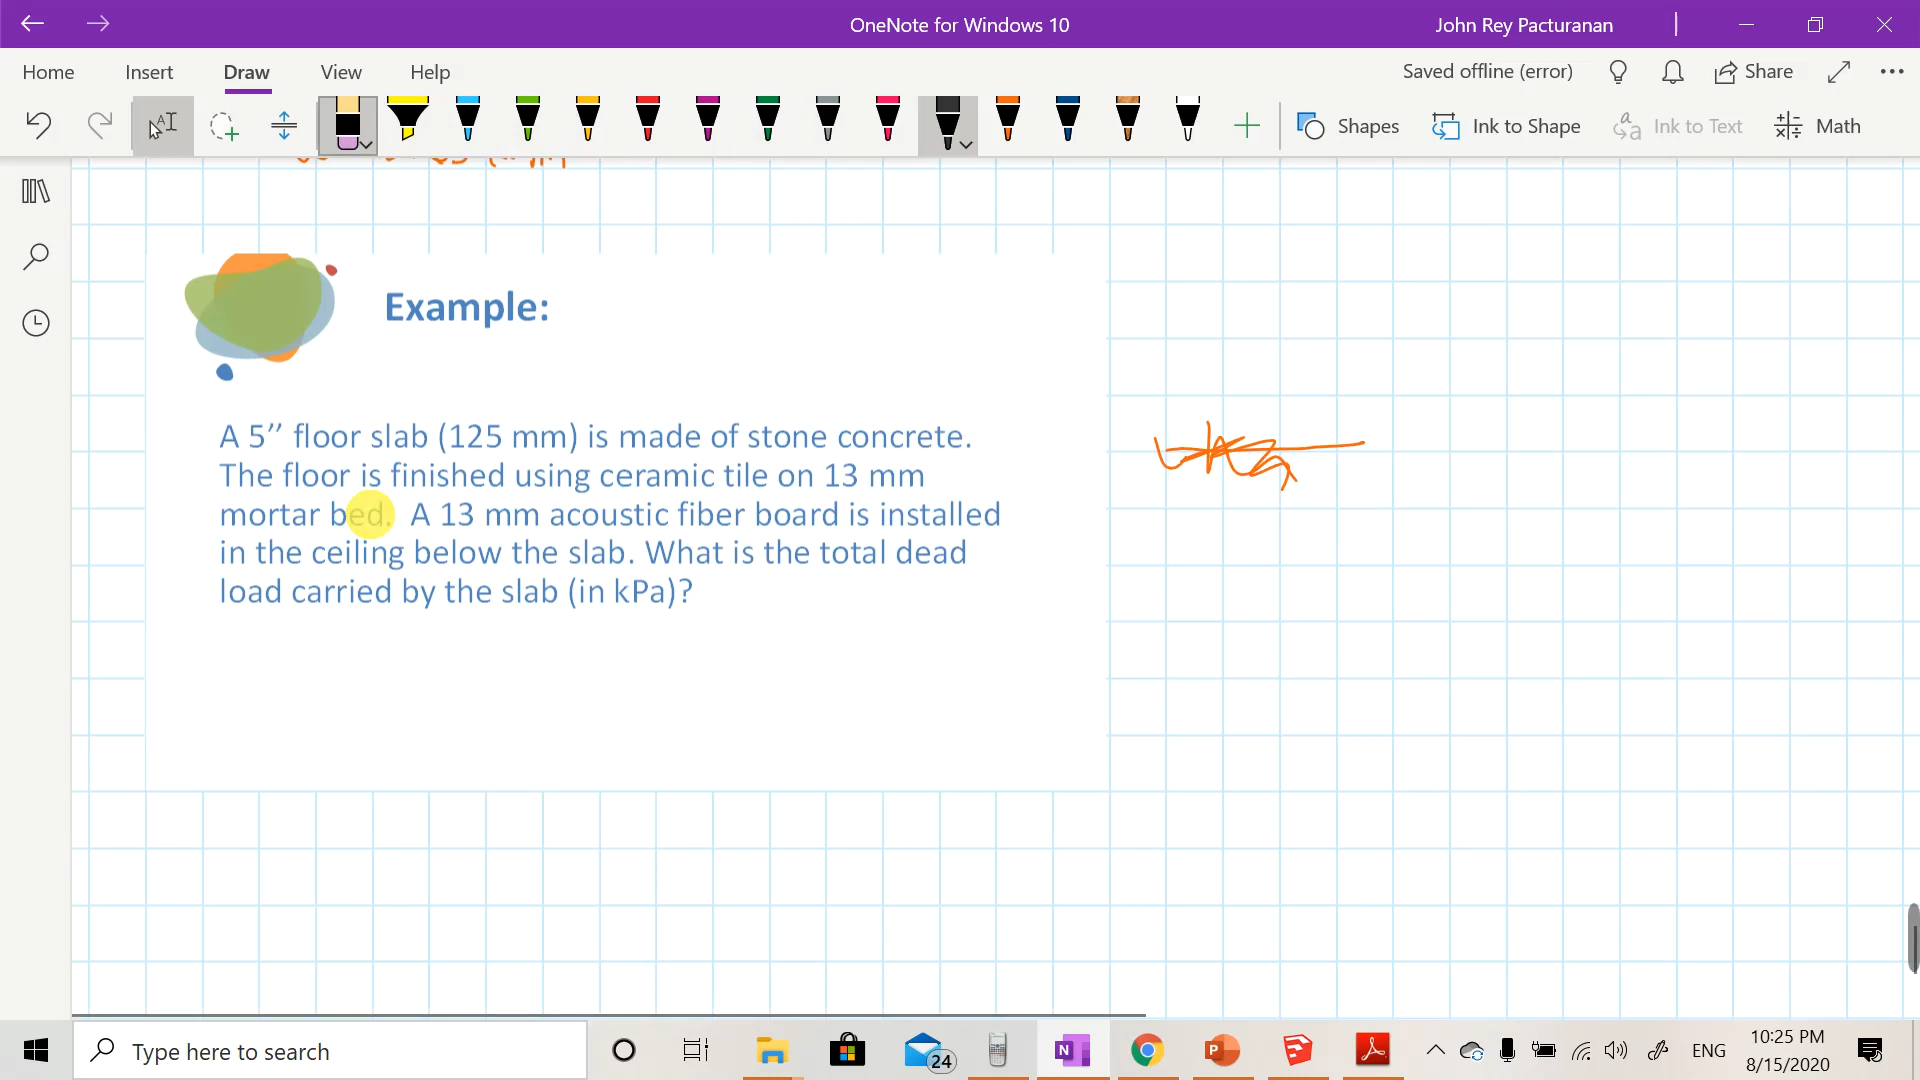 OneNote for Windows 10
John Rey Pacturanan
Home
Insert
Draw
View
Help
Saved offline (error)
Share
Shapes
Ink to Shape
Ink to Text
Math
Example:
A 5’’ floor slab (125 mm) is made of stone concrete.
The floor is finished using ceramic tile on 13 mm
mortar bed. A 13 mm acoustic fiber board is installed
in the ceiling below the slab. What is the total dead
load carried by the slab (in kPa)?
Type here to search
24
ENG
10:25 PM
8/15/2020